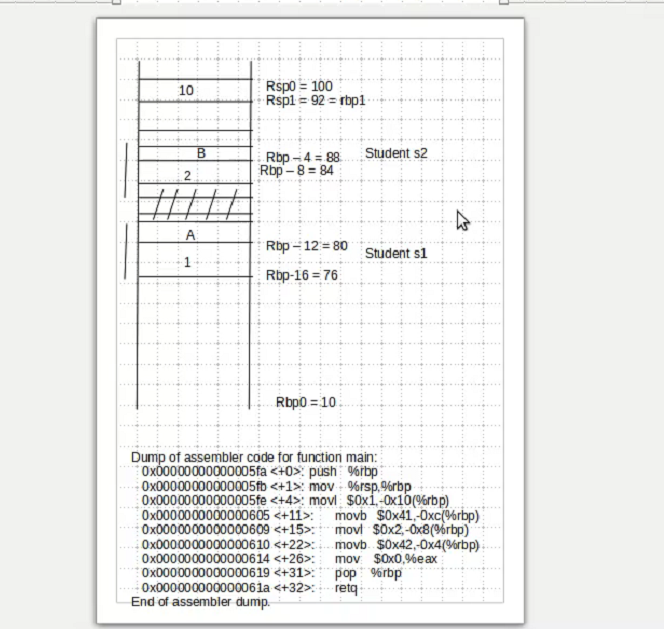 10
Rsp0 = 100
Rsp1 = 92 = rbp1
B
Rbp – 4 = 88
Student s2
2
Rbp – 8 = 84
A
Rbp – 12 = 80
Student s1
1
Rbp-16 = 76
Rbp0 = 10
Dump of assembler code for function main:
0x00000000000005fa <+0>: push %rbp
0x00000000000005fb <+1>: mov %rsp,%rbp
0x00000000000005fe <+4>: movl $0x1,-0x10(%rbp)
0x0000000000000605 <+11>: movb $0x41,-0xc(%rbp)
0x0000000000000609 <+15>: movl $0x2,-0x8(%rbp)
0x0000000000000610 <+22>: movb $0x42,-0x4(%rbp)
0x0000000000000614 <+26>: mov $0x0,%eax
0x0000000000000619 <+31>: pop %rbp
0x000000000000061a <+32>: retq
End of assembler dump.